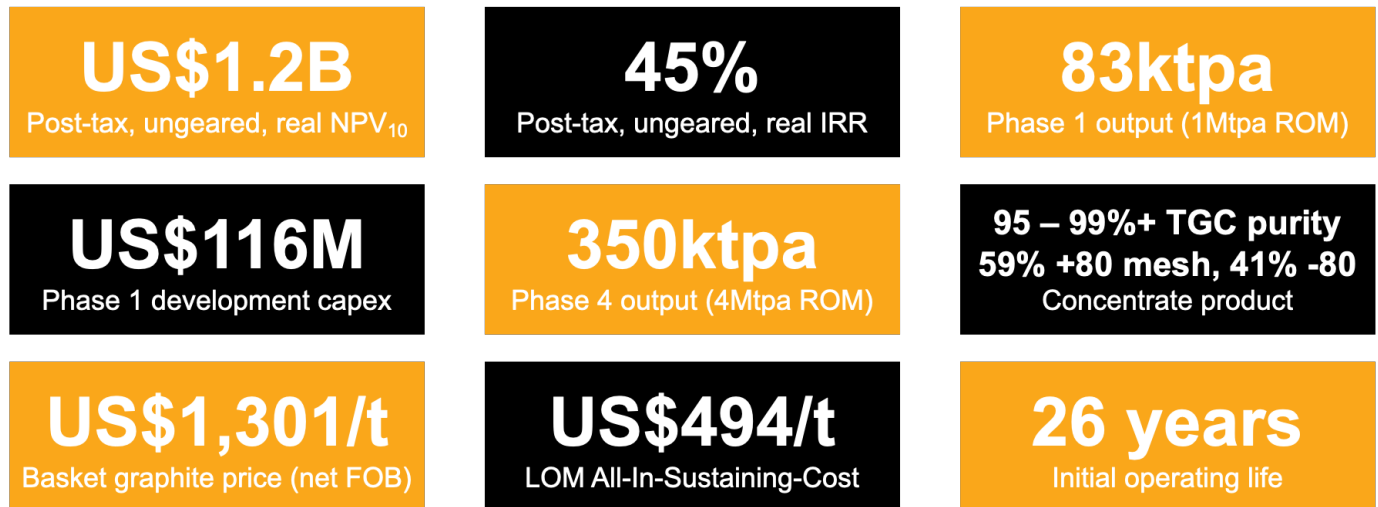 US$1.2B
Post-tax, ungeared, real NPV₁₀
45%
Post-tax, ungeared, real IRR
83ktpa
Phase 1 output (1Mtpa ROM)
US$116M
Phase 1 development capex
350ktpa
Phase 4 output (4Mtpa ROM)
95 – 99%+ TGC purity
59% +80 mesh, 41% -80
Concentrate product
US$1,301/t
Basket graphite price (net FOB)
US$494/t
LOM All-In-Sustaining-Cost
26 years
Initial operating life